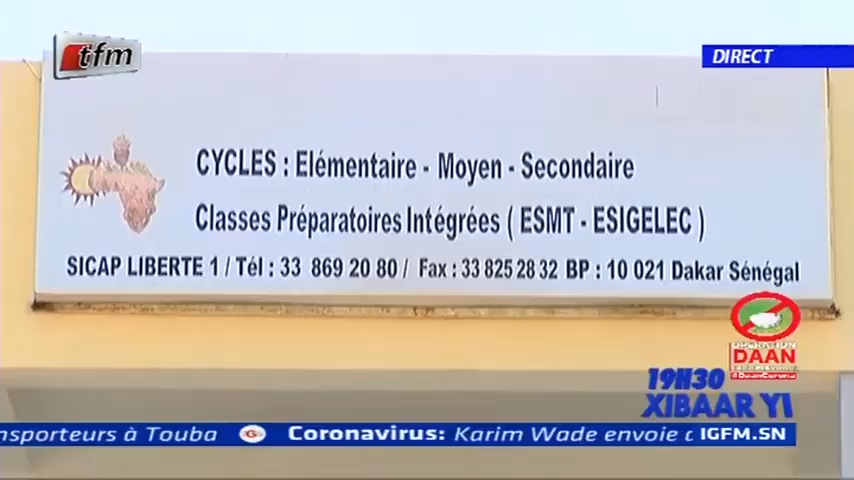 tfm
DIRECT
CYCLES : Elémentaire - Moyen - Secondaire
Classes Préparatoires Intégrées ( ESMT - ESIGELEC )
SICAP LIBERTE 1 / Tél : 33 869 20 80 / Fax : 33 825 28 32 BP : 10 021 Dakar Sénégal
OPERATION
DAAN
#DaanCorona
19H30
XIBAAR YI
nsporteurs à Touba Coronavirus: Karim Wade envoie d IGFM.SN